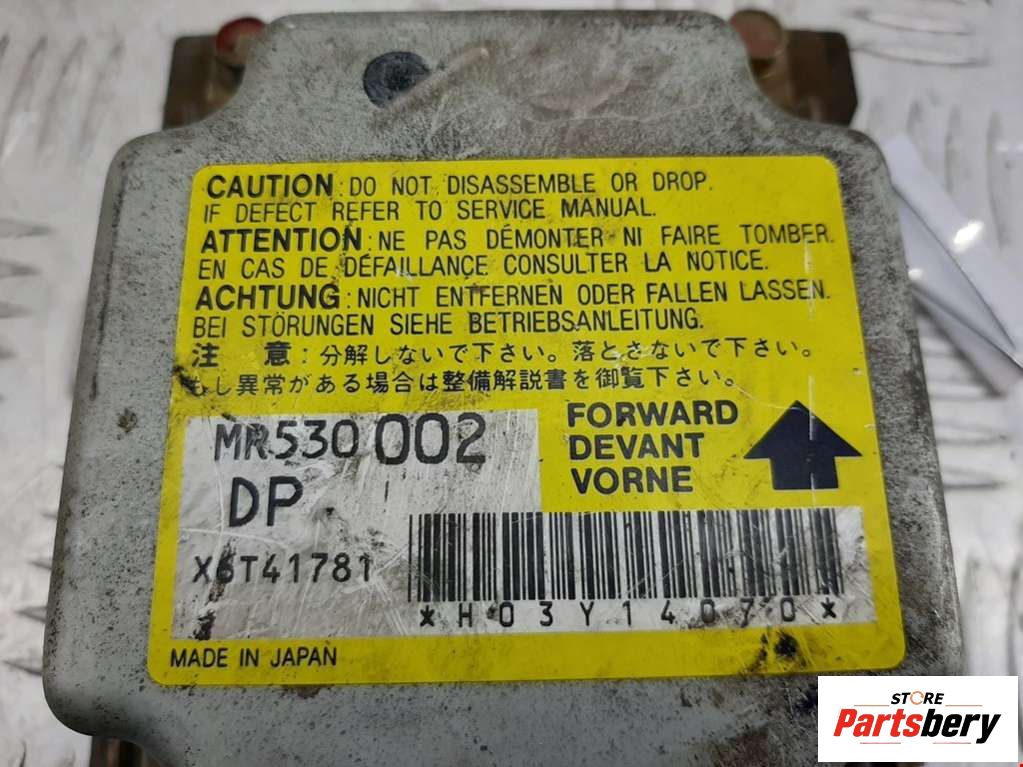 CAUTION : DO NOT DISASSEMBLE OR DROP.
IF DEFECT REFER TO SERVICE MANUAL.
ATTENTION : NE PAS DÉMONTER NI FAIRE TOMBER.
EN CAS DE DÉFAILLANCE CONSULTER LA NOTICE.
ACHTUNG : NICHT ENTFERNEN ODER FALLEN LASSEN.
BEI STÖRUNGEN SIEHE BETRIEBSANLEITUNG.
注 意 : 分解しないで下さい。落とさないで下さい。
もし異常がある場合は整備解説書を御覧下さい。
MR530 002
DP
FORWARD
DEVANT
VORNE
X6T41781
*H03Y14070*
MADE IN JAPAN
STORE
Partsbery